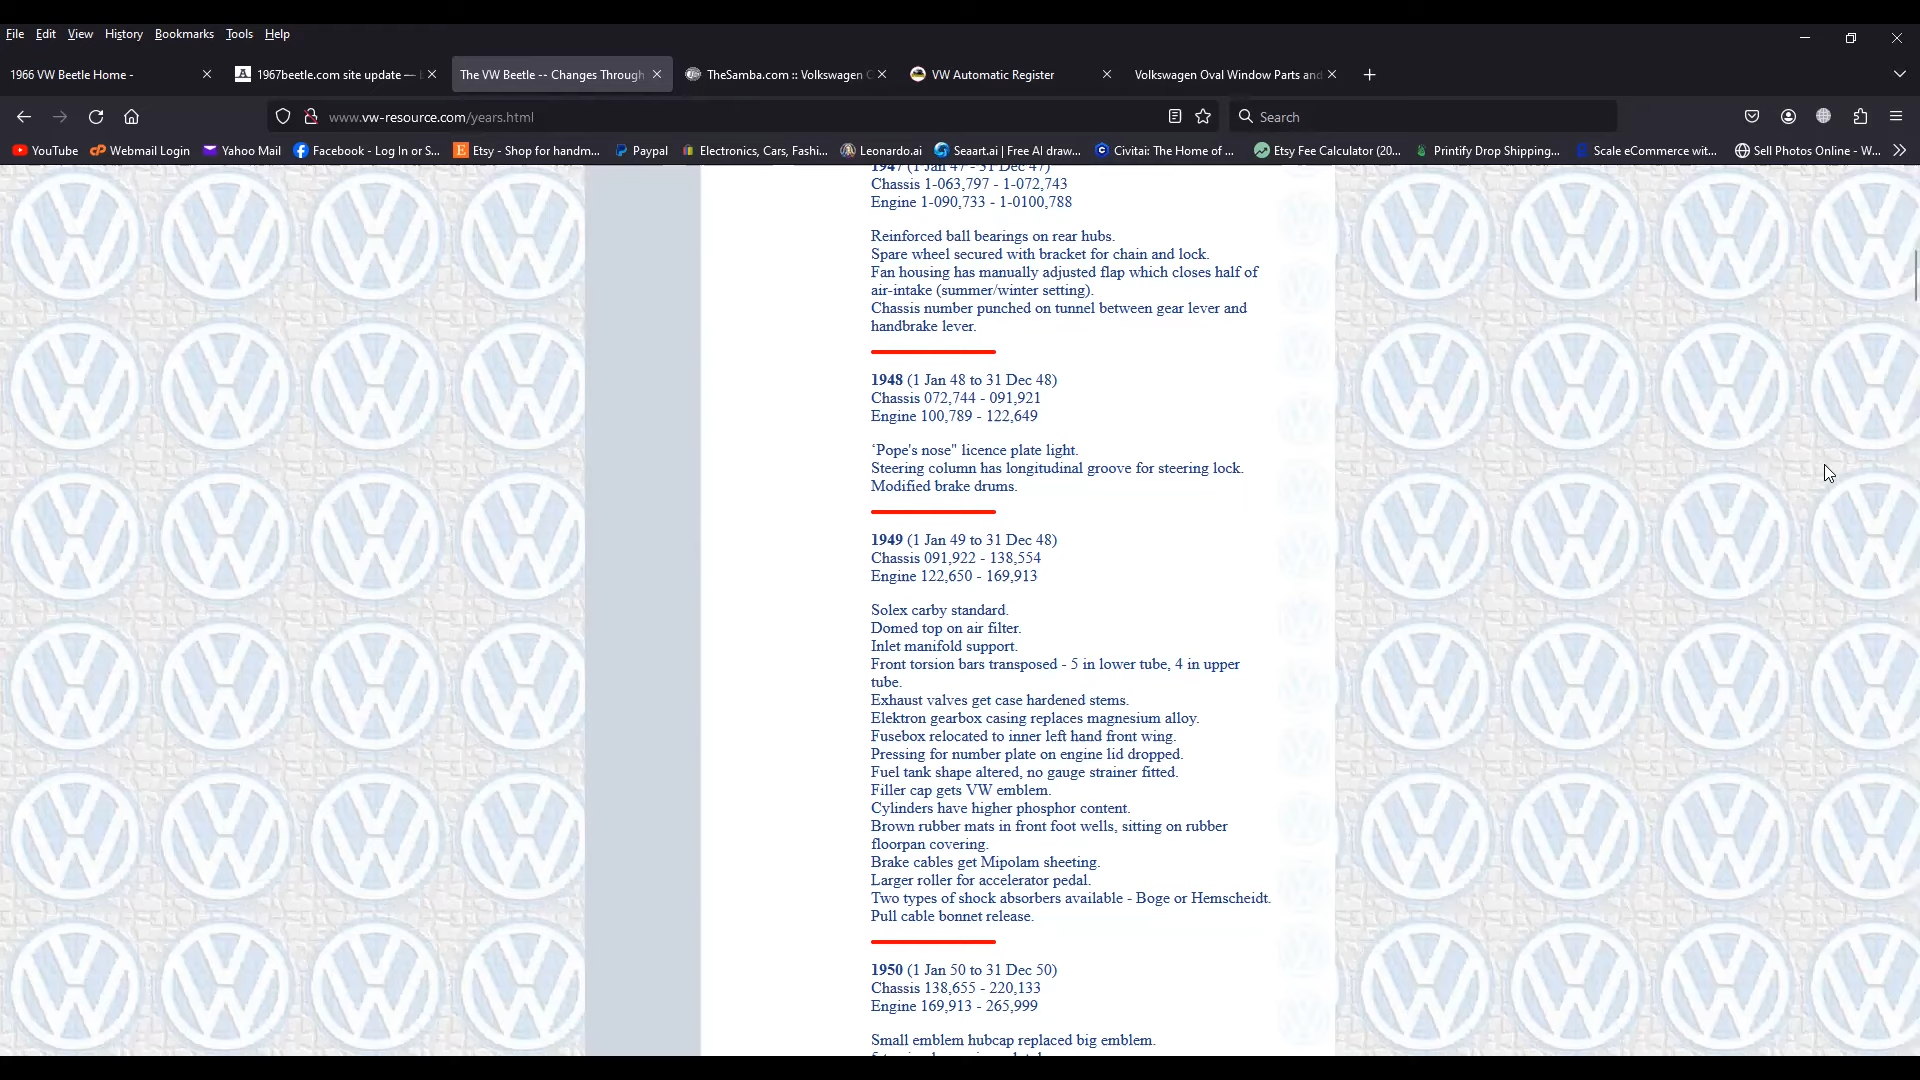 File Edit View History Bookmarks Tools Help
1966 VW Beetle Home -
1967beetle.com site update —
The VW Beetle -- Changes Through
TheSamba.com :: Volkswagen
VW Automatic Register
Volkswagen Oval Window Parts and
www.vw-resource.com/years.html
Search
YouTube
Webmail Login
Yahoo Mail
Facebook - Log In or S...
Etsy - Shop for handm...
Paypal
Electronics, Cars, Fashi...
Leonardo.ai
Seaart.ai | Free AI draw...
Civitai: The Home of ...
Etsy Fee Calculator (20...
Printify Drop Shipping...
Scale eCommerce wit...
Sell Photos Online - W...
1947 (1 Jan 47 - 31 Dec 47)
Chassis 1-063,797 - 1-072,743
Engine 1-090,733 - 1-0100,788
Reinforced ball bearings on rear hubs.
Spare wheel secured with bracket for chain and lock.
Fan housing has manually adjusted flap which closes half of
air-intake (summer/winter setting).
Chassis number punched on tunnel between gear lever and
handbrake lever.
1948 (1 Jan 48 to 31 Dec 48)
Chassis 072,744 - 091,921
Engine 100,789 - 122,649
‘Pope's nose" licence plate light.
Steering column has longitudinal groove for steering lock.
Modified brake drums.
1949 (1 Jan 49 to 31 Dec 48)
Chassis 091,922 - 138,554
Engine 122,650 - 169,913
Solex carby standard.
Domed top on air filter.
Inlet manifold support.
Front torsion bars transposed - 5 in lower tube, 4 in upper
tube.
Exhaust valves get case hardened stems.
Elektron gearbox casing replaces magnesium alloy.
Fusebox relocated to inner left hand front wing.
Pressing for number plate on engine lid dropped.
Fuel tank shape altered, no gauge strainer fitted.
Filler cap gets VW emblem.
Cylinders have higher phosphor content.
Brown rubber mats in front foot wells, sitting on rubber
floorpan covering.
Brake cables get Mipolam sheeting.
Larger roller for accelerator pedal.
Two types of shock absorbers available - Boge or Hemscheidt.
Pull cable bonnet release.
1950 (1 Jan 50 to 31 Dec 50)
Chassis 138,655 - 220,133
Engine 169,913 - 265,999
Small emblem hubcap replaced big emblem.